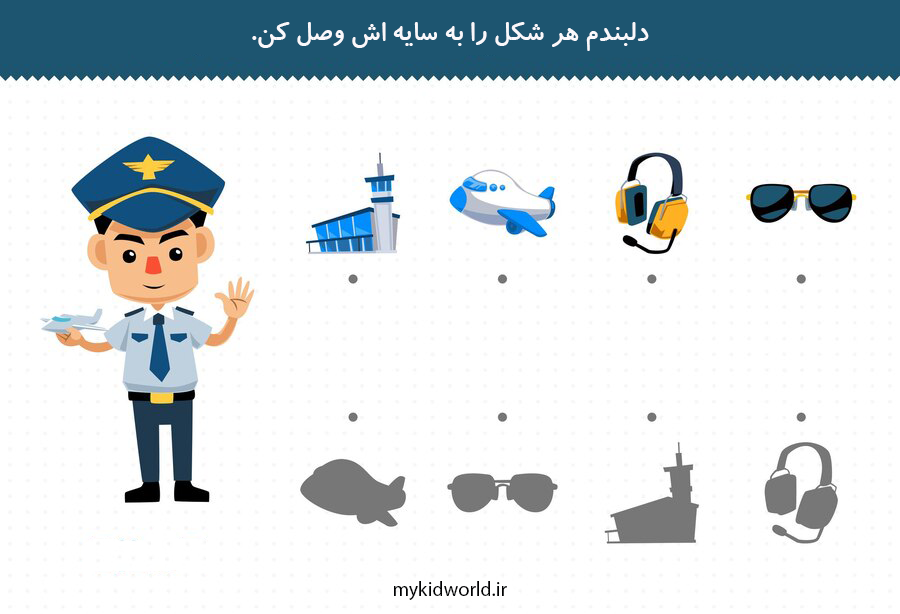 دلبندم هر شکل را به سایه اش وصل کن.
mykidworld.ir